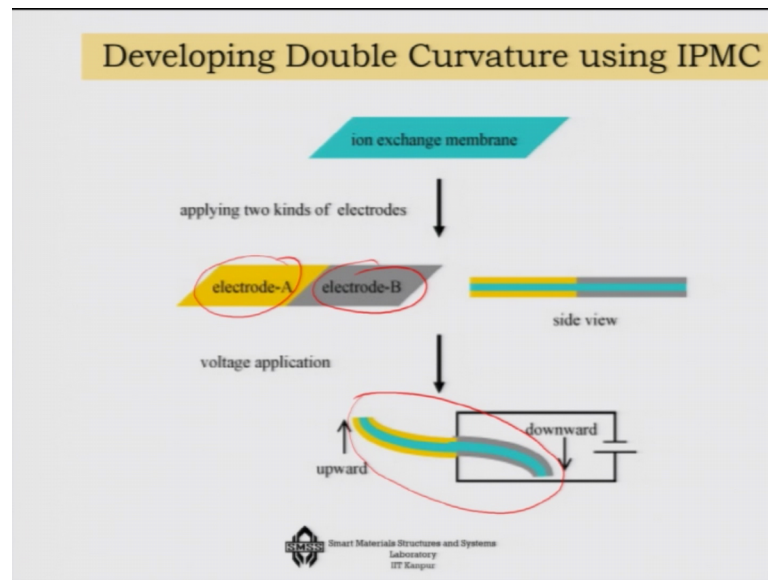 Developing Double Curvature using IPMC
ion exchange membrane
applying two kinds of electrodes
electrode-A
electrode-B
side view
voltage application
downward
upward
SMSS
Smart Materials Structures and Systems
Laboratory
IIT Kanpur